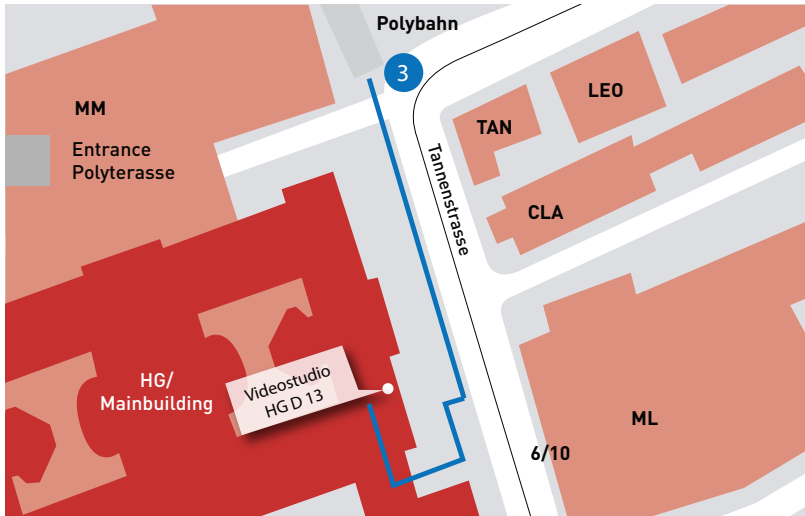 Polybahn
3
MM
Entrance
Polyterasse
LEO
TAN
CLA
Tannenstrasse
HG/
Mainbuilding
Videostudio
HG D 13
ML
6/10